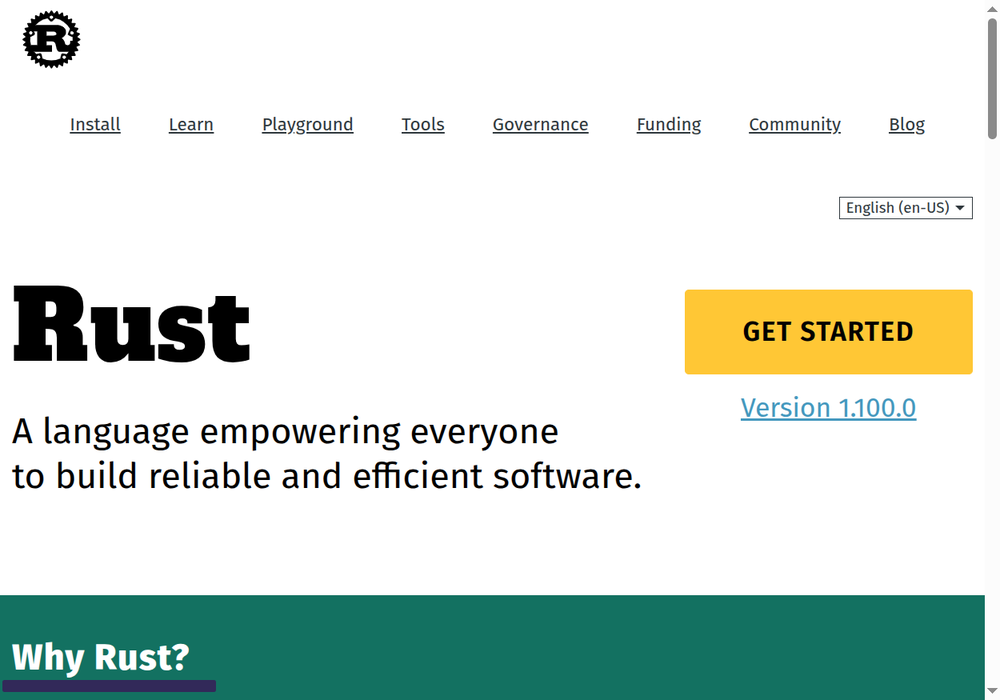 R
Install Learn Playground Tools Governance Funding Community Blog
English (en-US)
Rust
GET STARTED
Version 1.100.0
A language empowering everyone
to build reliable and efficient software.
Why Rust?